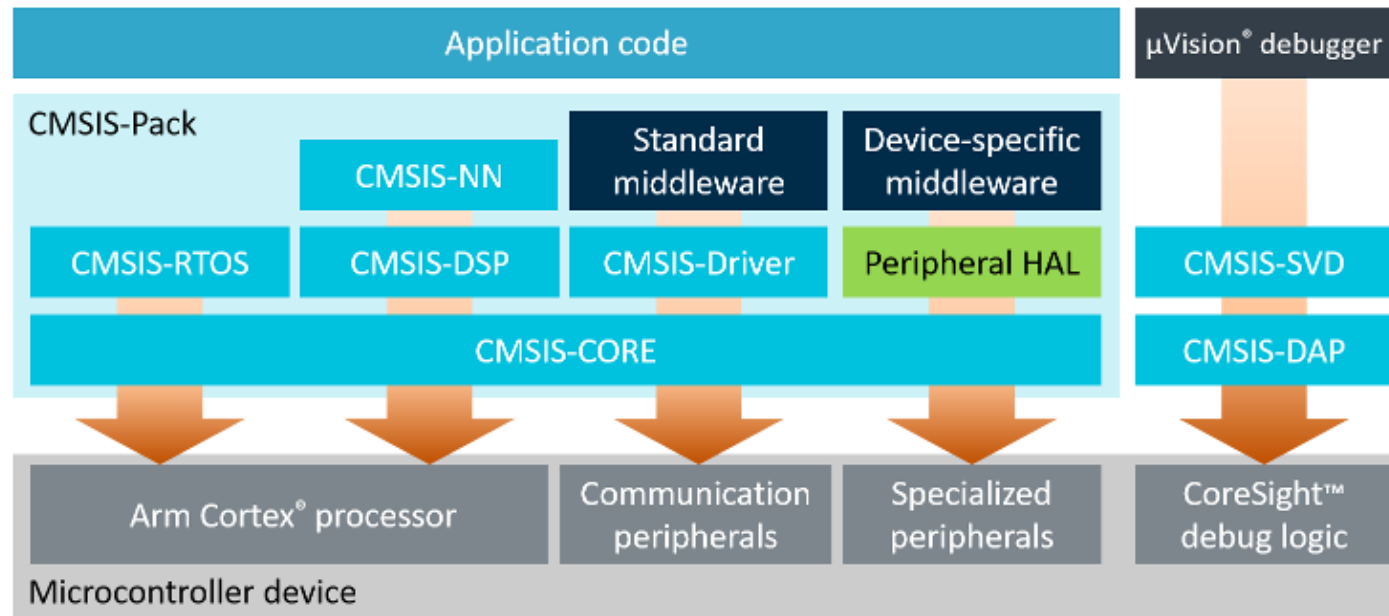 Application code
µVision® debugger
CMSIS-Pack
CMSIS-NN
Standard
middleware
Device-specific
middleware
CMSIS-RTOS
CMSIS-DSP
CMSIS-Driver
Peripheral HAL
CMSIS-SVD
CMSIS-CORE
CMSIS-DAP
Arm Cortex® processor
Communication
peripherals
Specialized
peripherals
CoreSight™
debug logic
Microcontroller device